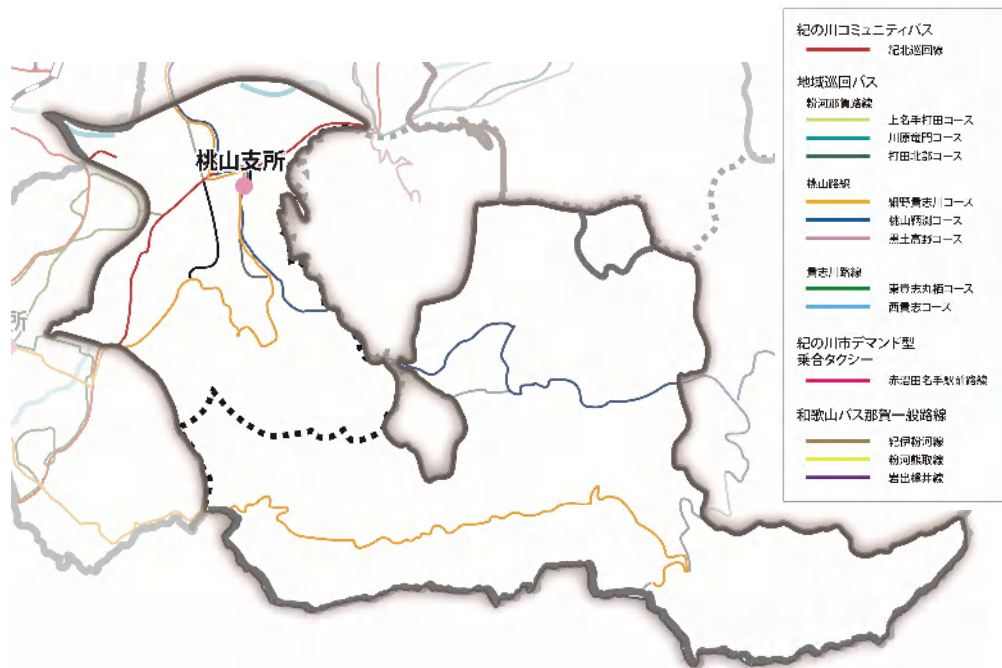 紀の川コミュニティバス
紀北巡回線
地域巡回バス
粉河那賀路線
上名手打田コース
川原竜門コース
打田北部コース
桃山路線
細野貴志川コース
桃山鞆渕コース
黒土高野コース
貴志川路線
東貴志丸栖コース
西貴志コース
紀の川市デマンド型
乗合タクシー
赤沼田名手駅前路線
和歌山バス那賀一般路線
紀伊粉河線
粉河熊取線
岩出樽井線
桃山支所
所